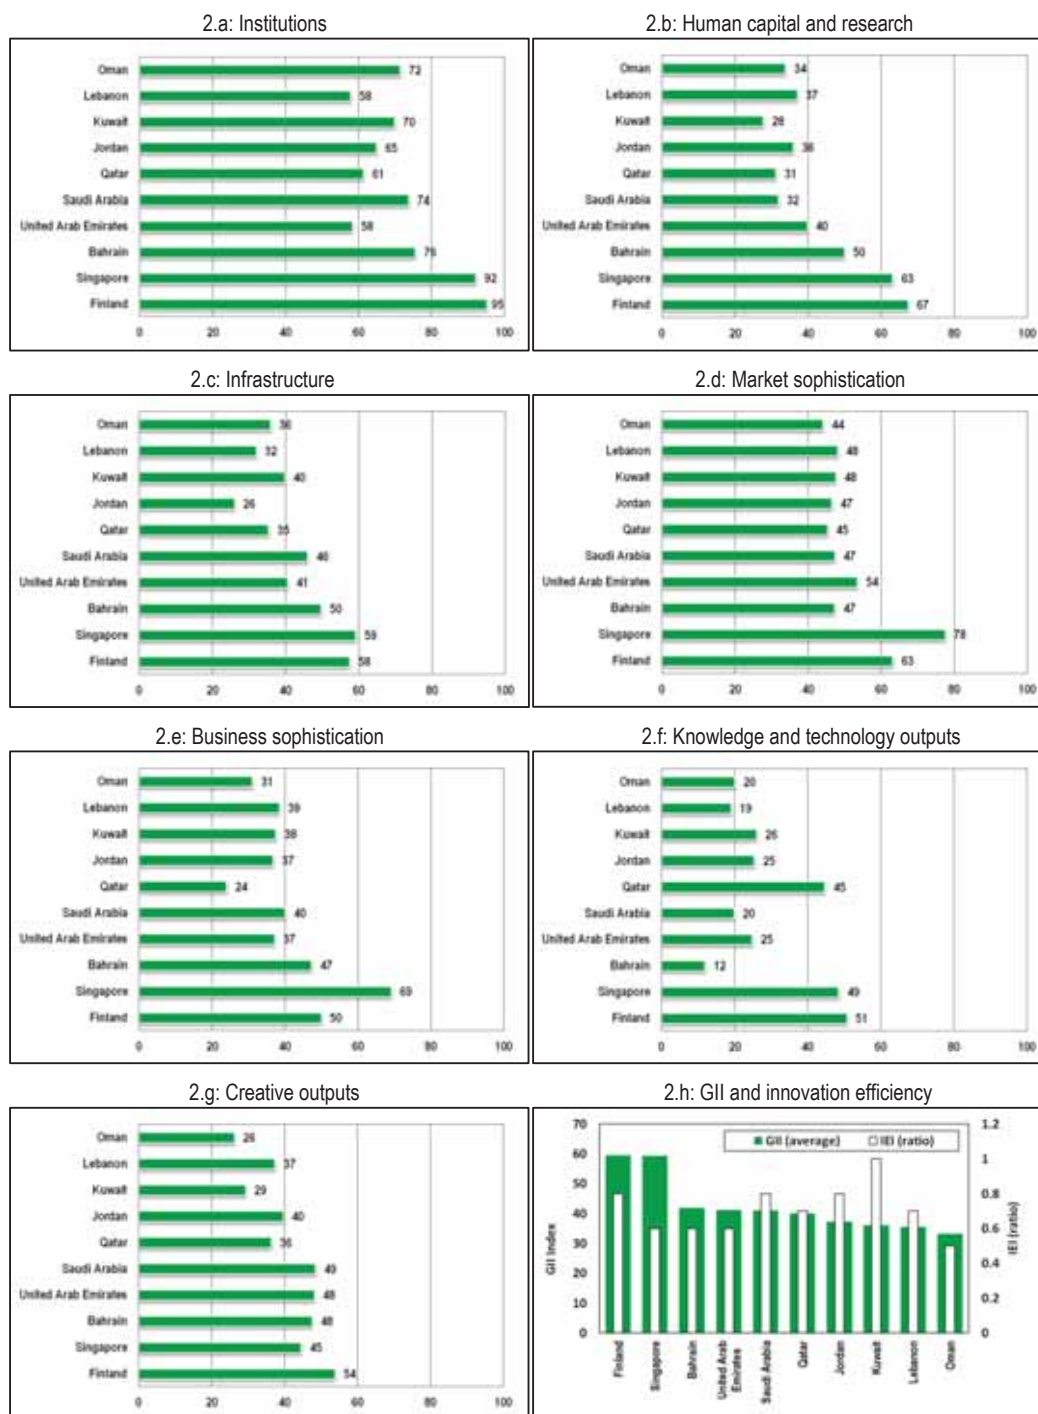 2.a: Institutions
Oman 72
Lebanon 58
Kuwait 70
Jordan 65
Qatar 61
Saudi Arabia 74
United Arab Emirates 58
Bahrain 76
Singapore 92
Finland 95
0 20 40 60 80 100
2.b: Human capital and research
Oman 34
Lebanon 37
Kuwait 28
Jordan 36
Qatar 31
Saudi Arabia 32
United Arab Emirates 40
Bahrain 50
Singapore 63
Finland 67
0 20 40 60 80 100
2.c: Infrastructure
Oman 36
Lebanon 32
Kuwait 40
Jordan 26
Qatar 35
Saudi Arabia 46
United Arab Emirates 41
Bahrain 50
Singapore 59
Finland 58
0 20 40 60 80 100
2.d: Market sophistication
Oman 44
Lebanon 48
Kuwait 48
Jordan 47
Qatar 45
Saudi Arabia 47
United Arab Emirates 54
Bahrain 47
Singapore 78
Finland 63
0 20 40 60 80 100
2.e: Business sophistication
Oman 31
Lebanon 39
Kuwait 38
Jordan 37
Qatar 24
Saudi Arabia 40
United Arab Emirates 37
Bahrain 47
Singapore 69
Finland 50
0 20 40 60 80 100
2.f: Knowledge and technology outputs
Oman 20
Lebanon 19
Kuwait 26
Jordan 25
Qatar 45
Saudi Arabia 20
United Arab Emirates 25
Bahrain 12
Singapore 49
Finland 51
0 20 40 60 80 100
2.g: Creative outputs
Oman 26
Lebanon 37
Kuwait 29
Jordan 40
Qatar 36
Saudi Arabia 49
United Arab Emirates 48
Bahrain 48
Singapore 45
Finland 54
0 20 40 60 80 100
2.h: GII and innovation efficiency
GII (average) IEI (ratio)
70 1.2
60 1
50 0.8
40 0.6
30 0.4
20 0.2
10
0 0
GII Index
IEI (ratio)
Finland
Singapore
Bahrain
United Arab
Emirates
Saudi Arabia
Qatar
Jordan
Kuwait
Lebanon
Oman